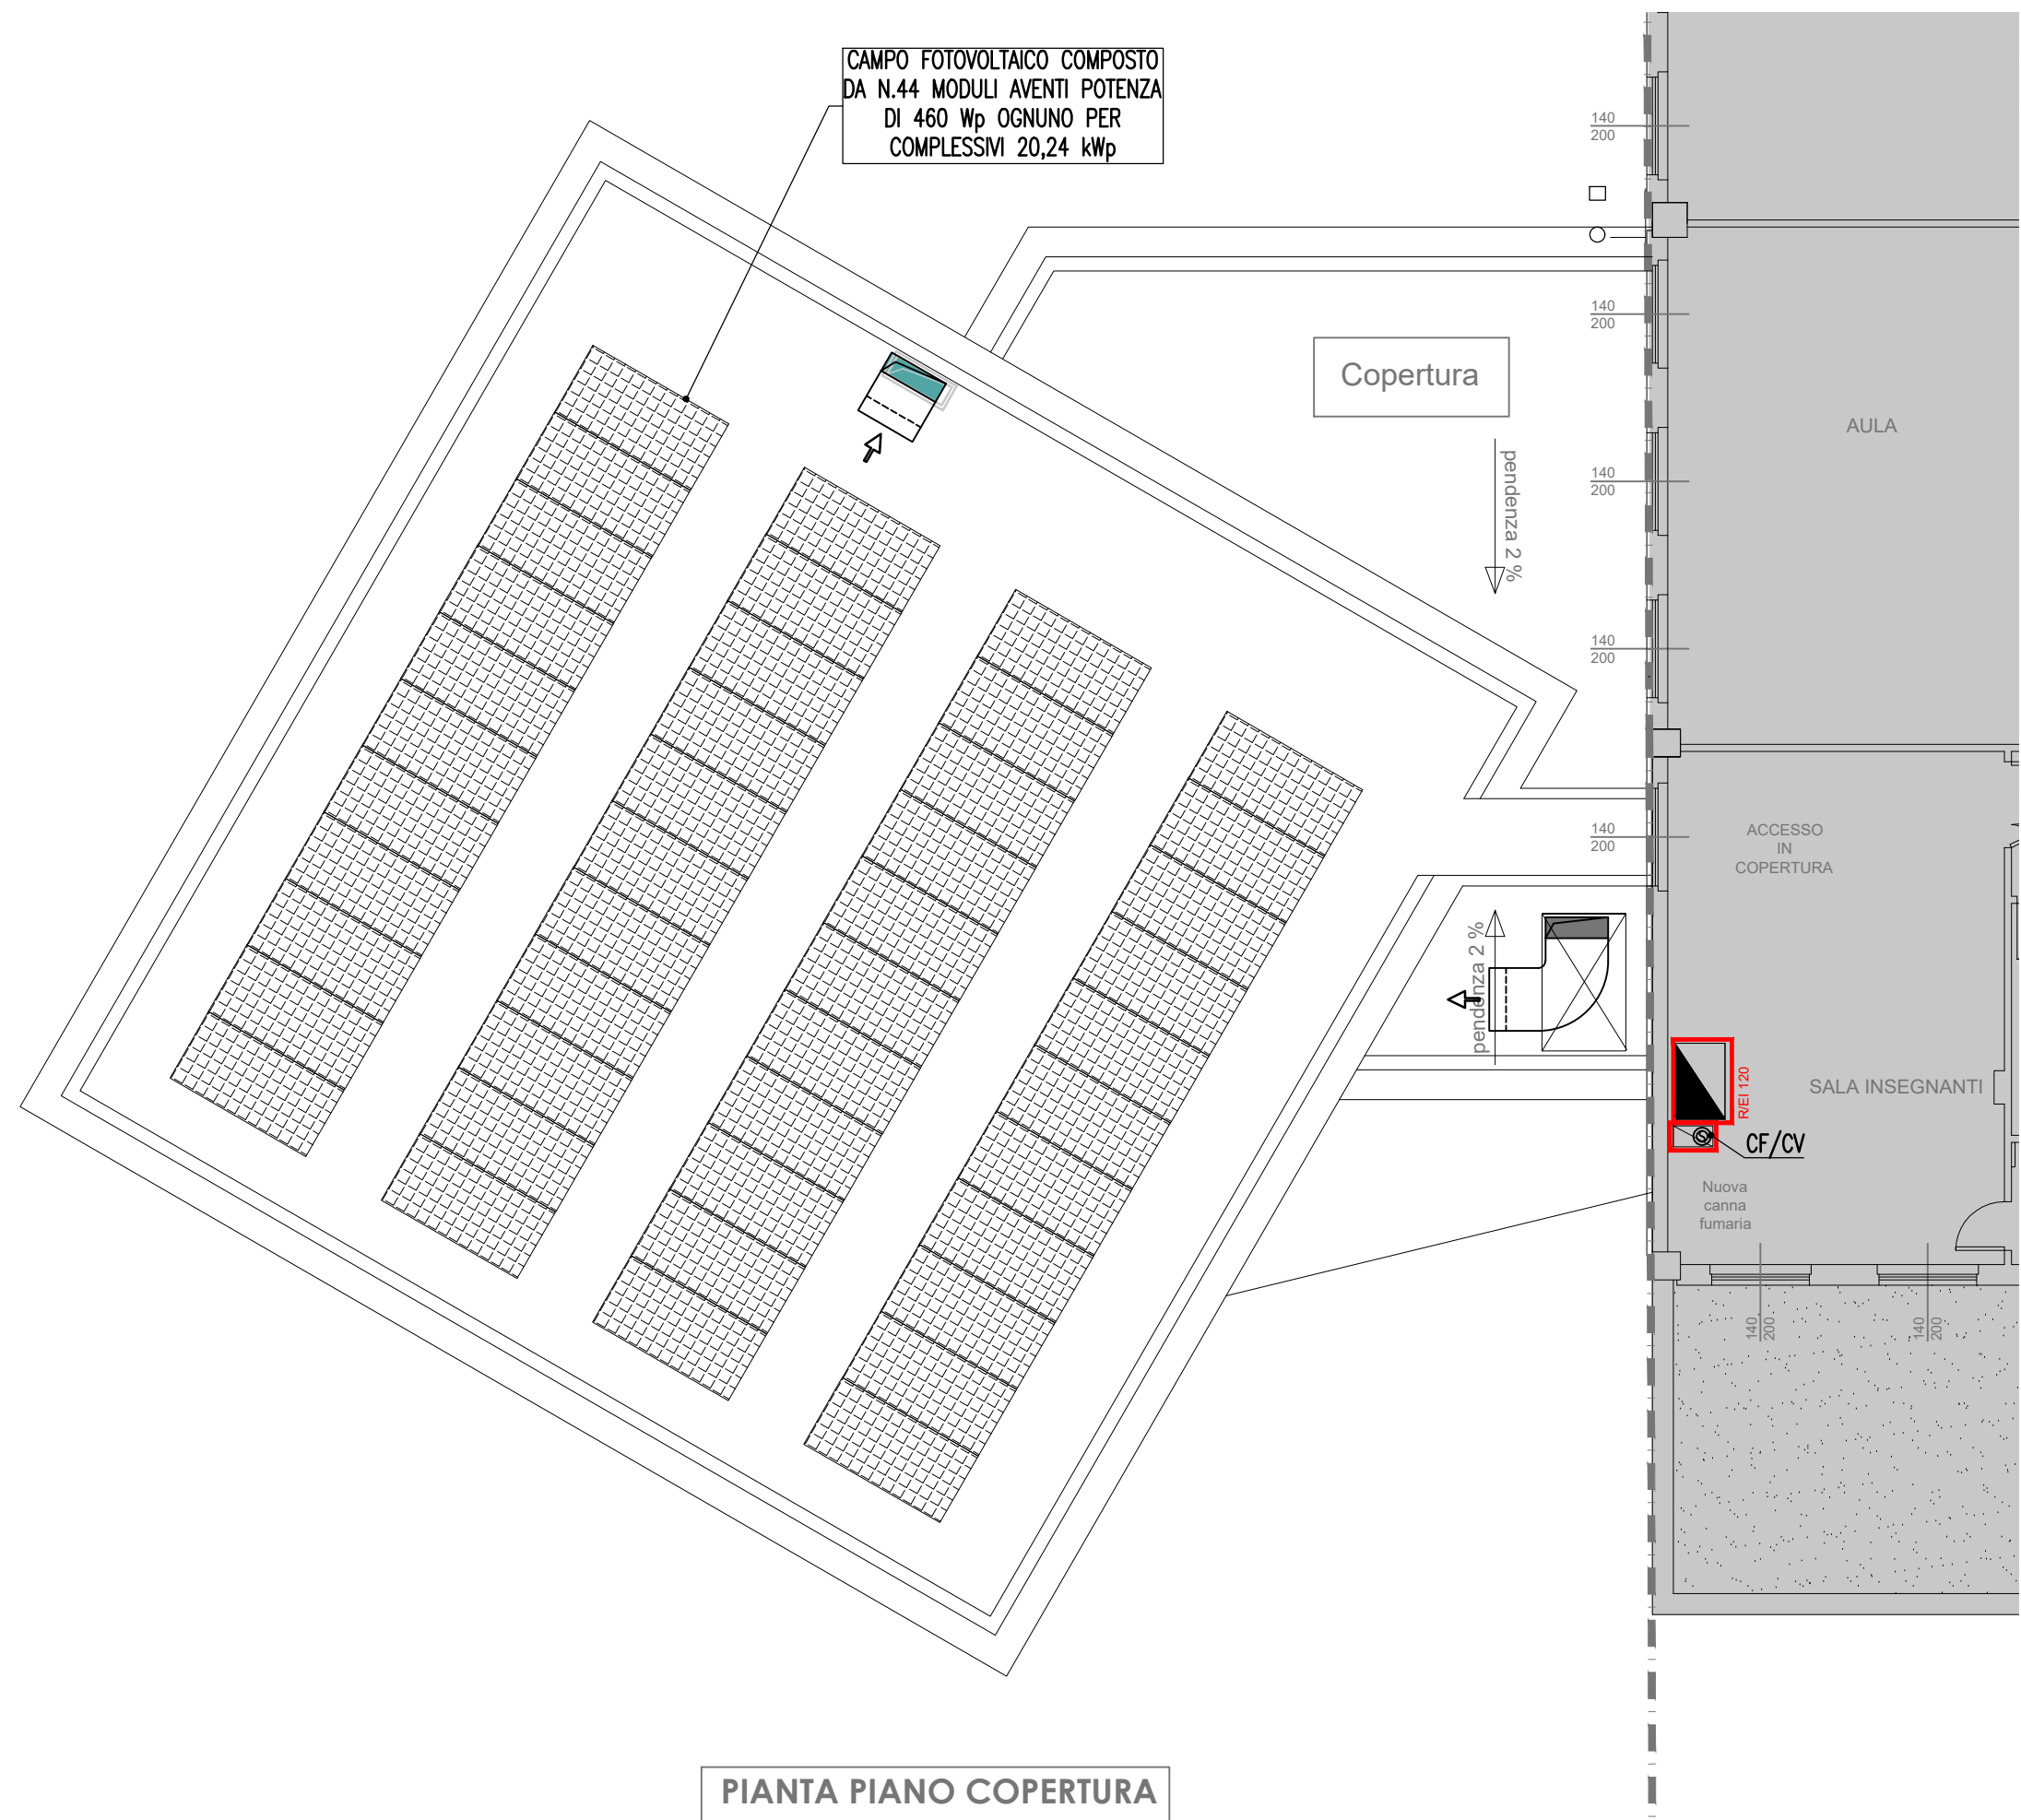 CAMPO FOTOVOLTAICO COMPOSTO
DA N.44 MODULI AVENTI POTENZA
DI 460 Wp OGNUNO PER
COMPLESSIVI 20,24 kWp
140
200
140
200
Copertura
AULA
140
200
pendenza 2 %
140
200
140
200
ACCESSO
IN
COPERTURA
pendenza 2 %
R/EI 120
SALA INSEGNANTI
CF/CV
Nuova
canna
fumaria
140
200
140
200
PIANTA PIANO COPERTURA